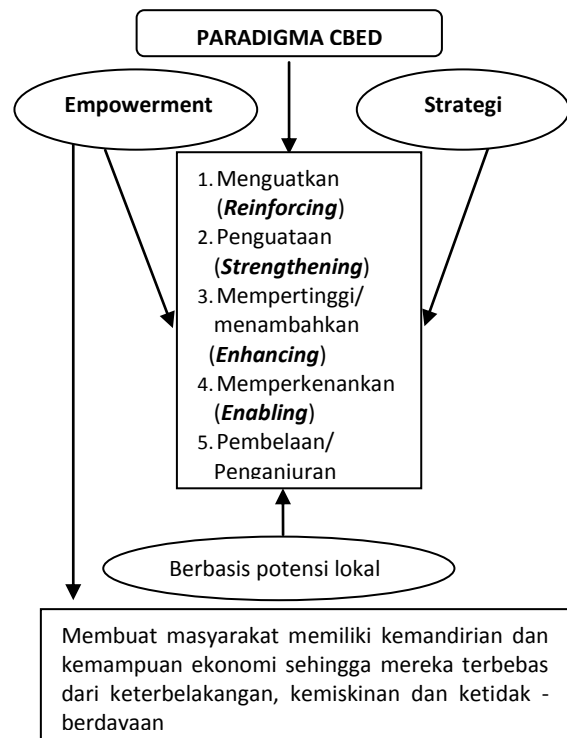 PARADIGMA CBED
Empowerment
Strategi
1. Menguatkan
(Reinforcing)
2. Penguataan
(Strengthening)
3. Mempertinggi/
menambahkan
(Enhancing)
4. Memperkenankan
(Enabling)
5. Pembelaan/
Penganjuran
Berbasis potensi lokal
Membuat masyarakat memiliki kemandirian dan
kemampuan ekonomi sehingga mereka terbebas
dari keterbelakangan, kemiskinan dan ketidak -
berdayaan